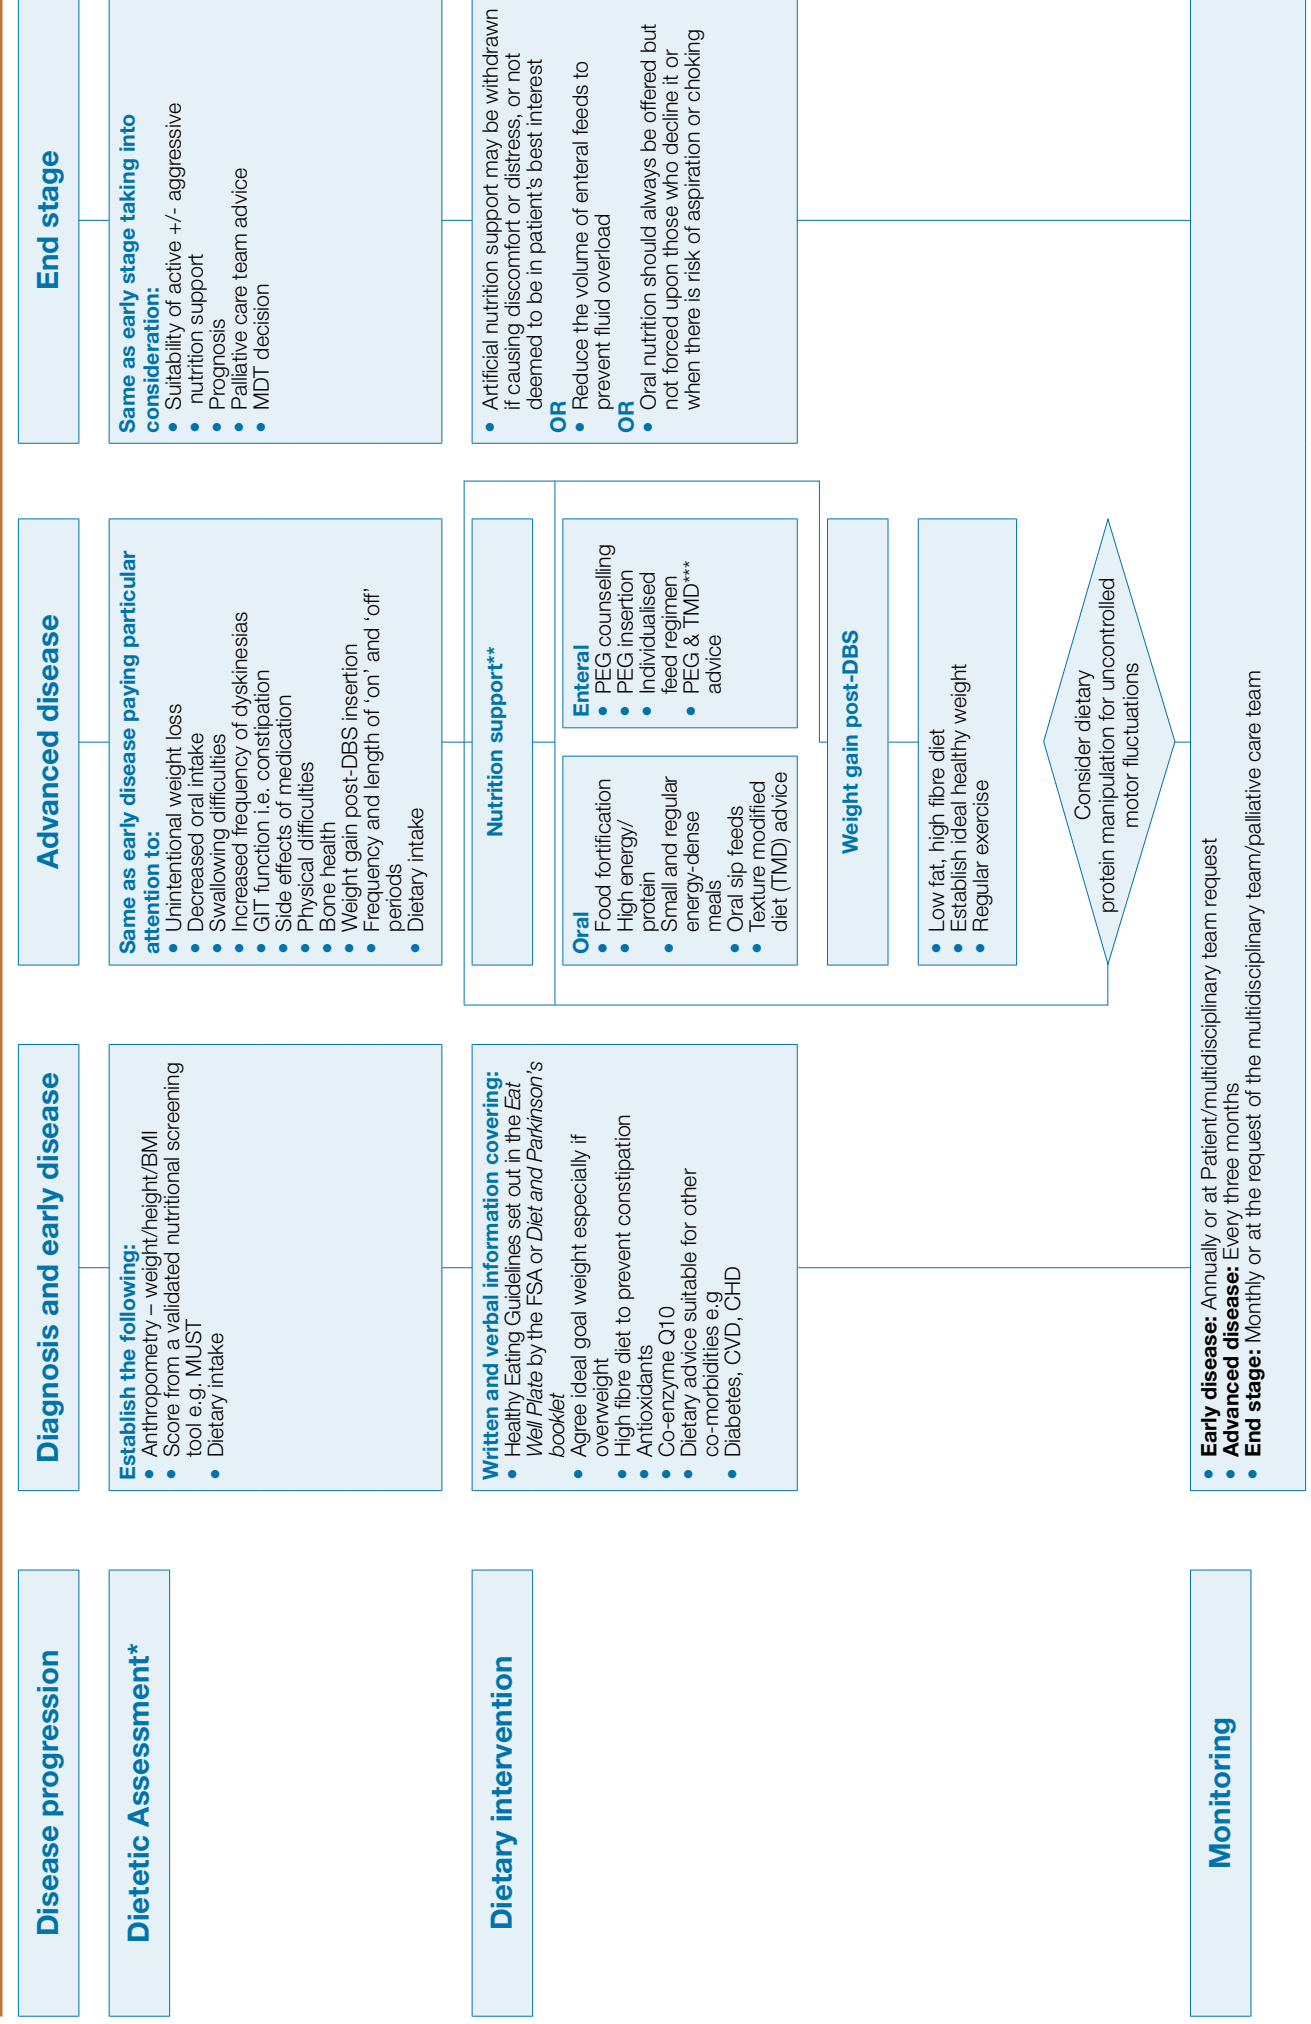 Disease progression
Diagnosis and early disease
Advanced disease
End stage
Dietetic Assessment*
Establish the following:
• Anthropometry – weight/height/BMI
• Score from a validated nutritional screening
tool e.g. MUST
• Dietary intake
Same as early disease paying particular
attention to:
• Unintentional weight loss
• Decreased oral intake
• Swallowing difficulties
• Increased frequency of dyskinesias
• GIT function i.e. constipation
• Side effects of medication
• Physical difficulties
• Bone health
• Weight gain post-DBS insertion
• Frequency and length of ‘on’ and ‘off’
periods
• Dietary intake
Same as early stage taking into
consideration:
• Suitability of active +/- aggressive
• nutrition support
• Prognosis
• Palliative care team advice
• MDT decision
Dietary intervention
Written and verbal information covering:
• Healthy Eating Guidelines set out in the Eat
Well Plate by the FSA or Diet and Parkinson’s
booklet
• Agree ideal goal weight especially if
overweight
• High fibre diet to prevent constipation
• Antioxidants
• Co-enzyme Q10
• Dietary advice suitable for other
co-morbidities e.g
• Diabetes, CVD, CHD
Nutrition support**
Oral
• Food fortification
• High energy/
protein
• Small and regular
energy-dense
meals
• Oral sip feeds
• Texture modified
diet (TMD) advice
Enteral
• PEG counselling
• PEG insertion
• Individualised
feed regimen
• PEG & TMD***
advice
Weight gain post-DBS
• Low fat, high fibre diet
• Establish ideal healthy weight
• Regular exercise
Consider dietary
protein manipulation for uncontrolled
motor fluctuations
• Artificial nutrition support may be withdrawn
if causing discomfort or distress, or not
deemed to be in patient’s best interest
OR
• Reduce the volume of enteral feeds to
prevent fluid overload
OR
• Oral nutrition should always be offered but
not forced upon those who decline it or
when there is risk of aspiration or choking
Monitoring
• Early disease: Annually or at Patient/multidisciplinary team request
• Advanced disease: Every three months
• End stage: Monthly or at the request of the multidisciplinary team/palliative care team